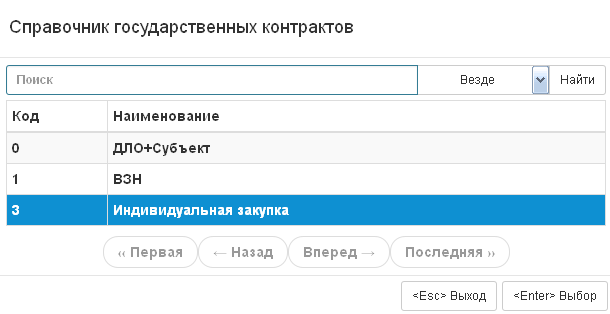 Справочник государственных контрактов
Поиск Везде Найти
Код Наименование
0 ДЛО+Субъект
1 ВЗН
3 Индивидуальная закупка
‹‹ Первая ← Назад Вперед → Последняя ››
<Esc> Выход <Enter> Выбор